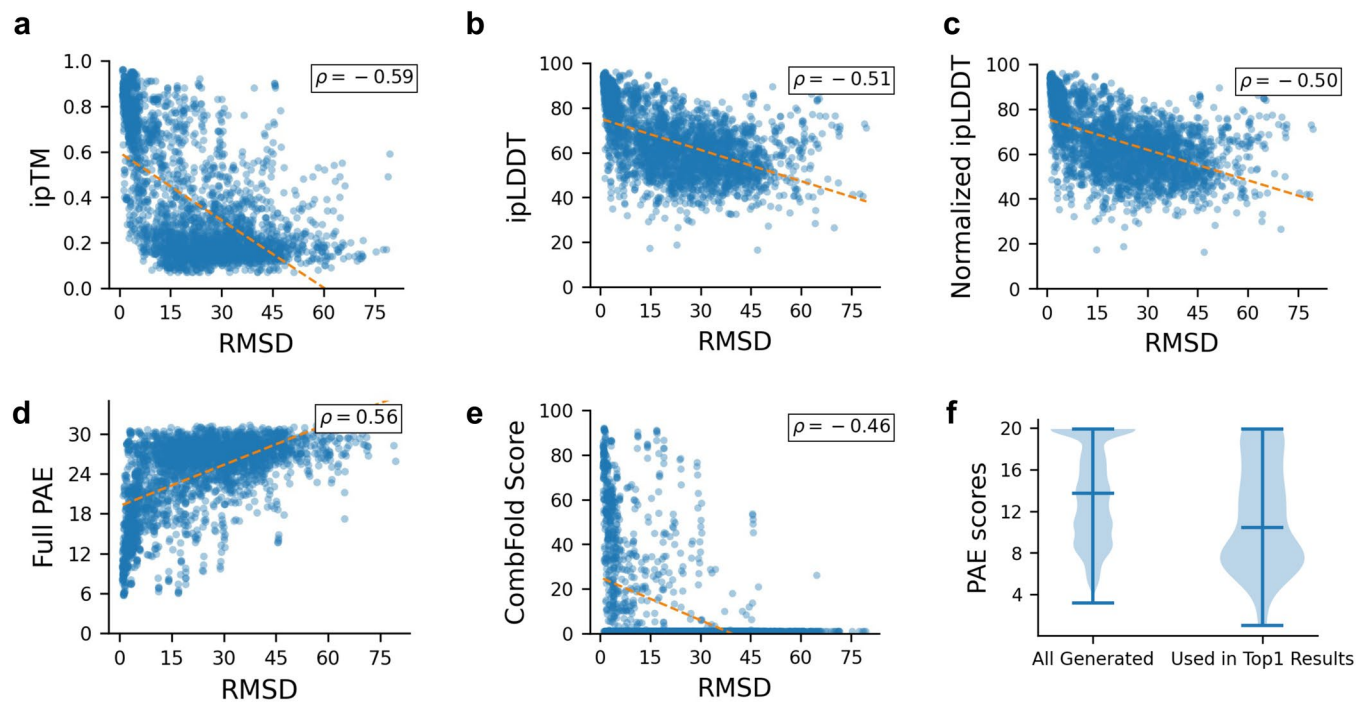 a
ρ = − 0.59
1.0
0.8
0.6
0.4
0.2
0.0
ipTM
0 15 30 45 60 75
RMSD
b
ρ = − 0.51
100
80
60
40
20
0
ipLDDT
0 15 30 45 60 75
RMSD
c
ρ = − 0.50
100
80
60
40
20
0
Normalized ipLDDT
0 15 30 45 60 75
RMSD
d
ρ = 0.56
30
24
18
12
6
0
Full PAE
0 15 30 45 60 75
RMSD
e
ρ = − 0.46
100
80
60
40
20
0
CombFold Score
0 15 30 45 60 75
RMSD
f
20
16
12
8
4
PAE scores
All Generated Used in Top1 Results